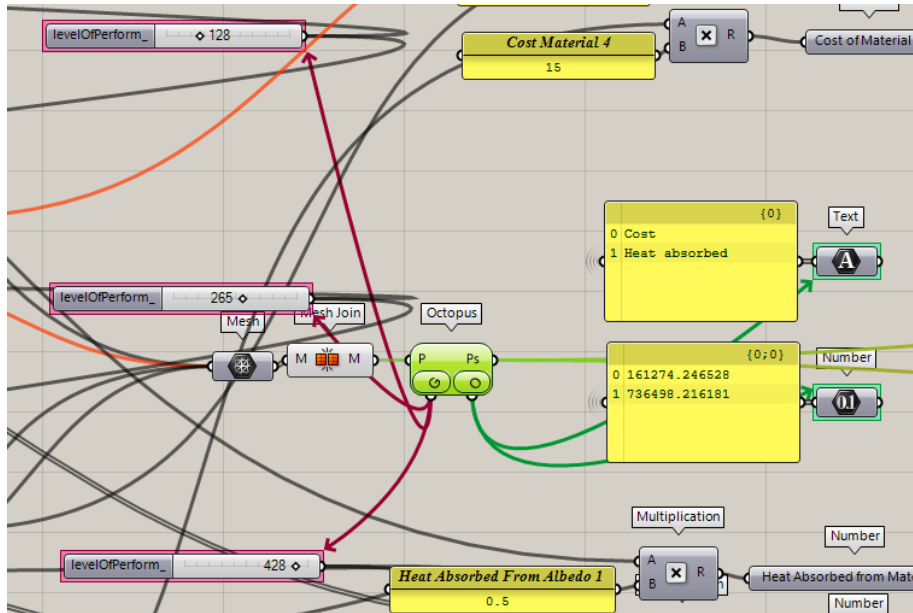 levelOfPerform_ 128
Cost Material 4
15
A
B
R
Cost of Material
{0}
0 Cost
1 Heat absorbed
Text
A
levelOfPerform_ 265
Mesh
Mesh Join
Octopus
M M
P Ps
G O
{0;0}
0 161274.246528
1 736498.216181
Number
0.1
Multiplication
levelOfPerform_ 428
Heat Absorbed From Albedo 1
0.5
A
B
R
Number
Heat Absorbed from Mate
Number